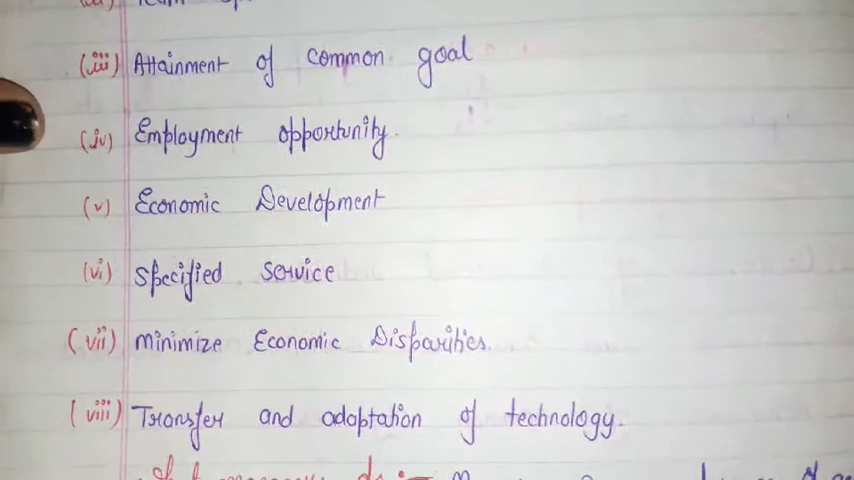 (iii) Attainment of common goal
(iv) Employment opportunity.
(v) Economic Development
(vi) Specified service
(vii) minimize Economic Disparities.
(viii) Transfer and adaptation of technology.